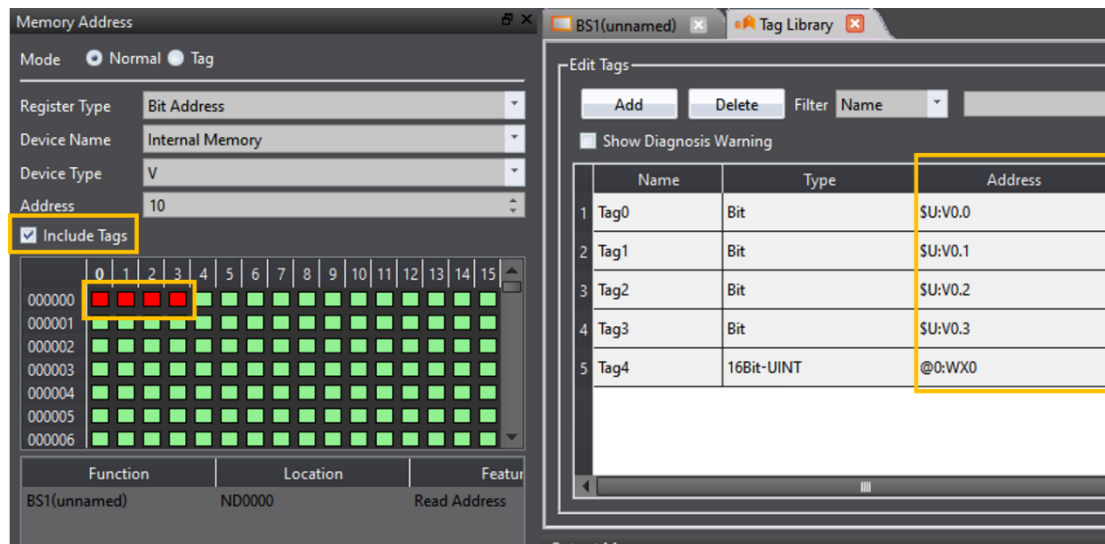 Memory Address
Mode Normal Tag
Register Type Bit Address
Device Name Internal Memory
Device Type V
Address 10
Include Tags
0 1 2 3 4 5 6 7 8 9 10 11 12 13 14 15
000000
000001
000002
000003
000004
000005
000006
Function Location Featur
BS1(unnamed) ND0000 Read Address
BS1(unnamed) Tag Library
Edit Tags
Add Delete Filter Name
Show Diagnosis Warning
Name Type Address
1 Tag0 Bit $U:V0.0
2 Tag1 Bit $U:V0.1
3 Tag2 Bit $U:V0.2
4 Tag3 Bit $U:V0.3
5 Tag4 16Bit-UINT @0:WX0